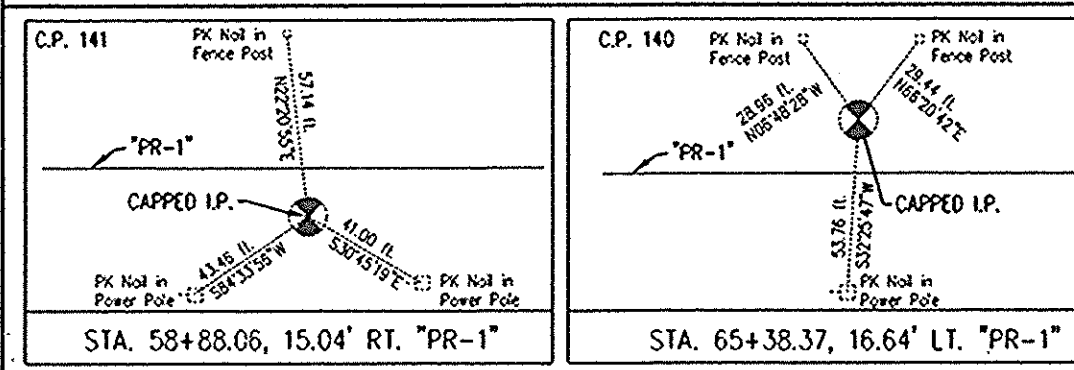 C.P. 141
PK Nail in
Fence Post
57.14 ft.
N22°20'55"E
"PR-1"
CAPPED I.P.
43.46 ft.
S84°33'56"W
41.00 ft.
S30°45'19"E
PK Nail in
Power Pole
PK Nail in
Power Pole
STA. 58+88.06, 15.04' RT. "PR-1"
C.P. 140
PK Nail in
Fence Post
PK Nail in
Fence Post
28.96 ft.
N06°48'28"W
29.44 ft.
N66°20'42"E
"PR-1"
CAPPED I.P.
53.76 ft.
S32°25'47"W
PK Nail in
Power Pole
STA. 65+38.37, 16.64' LT. "PR-1"